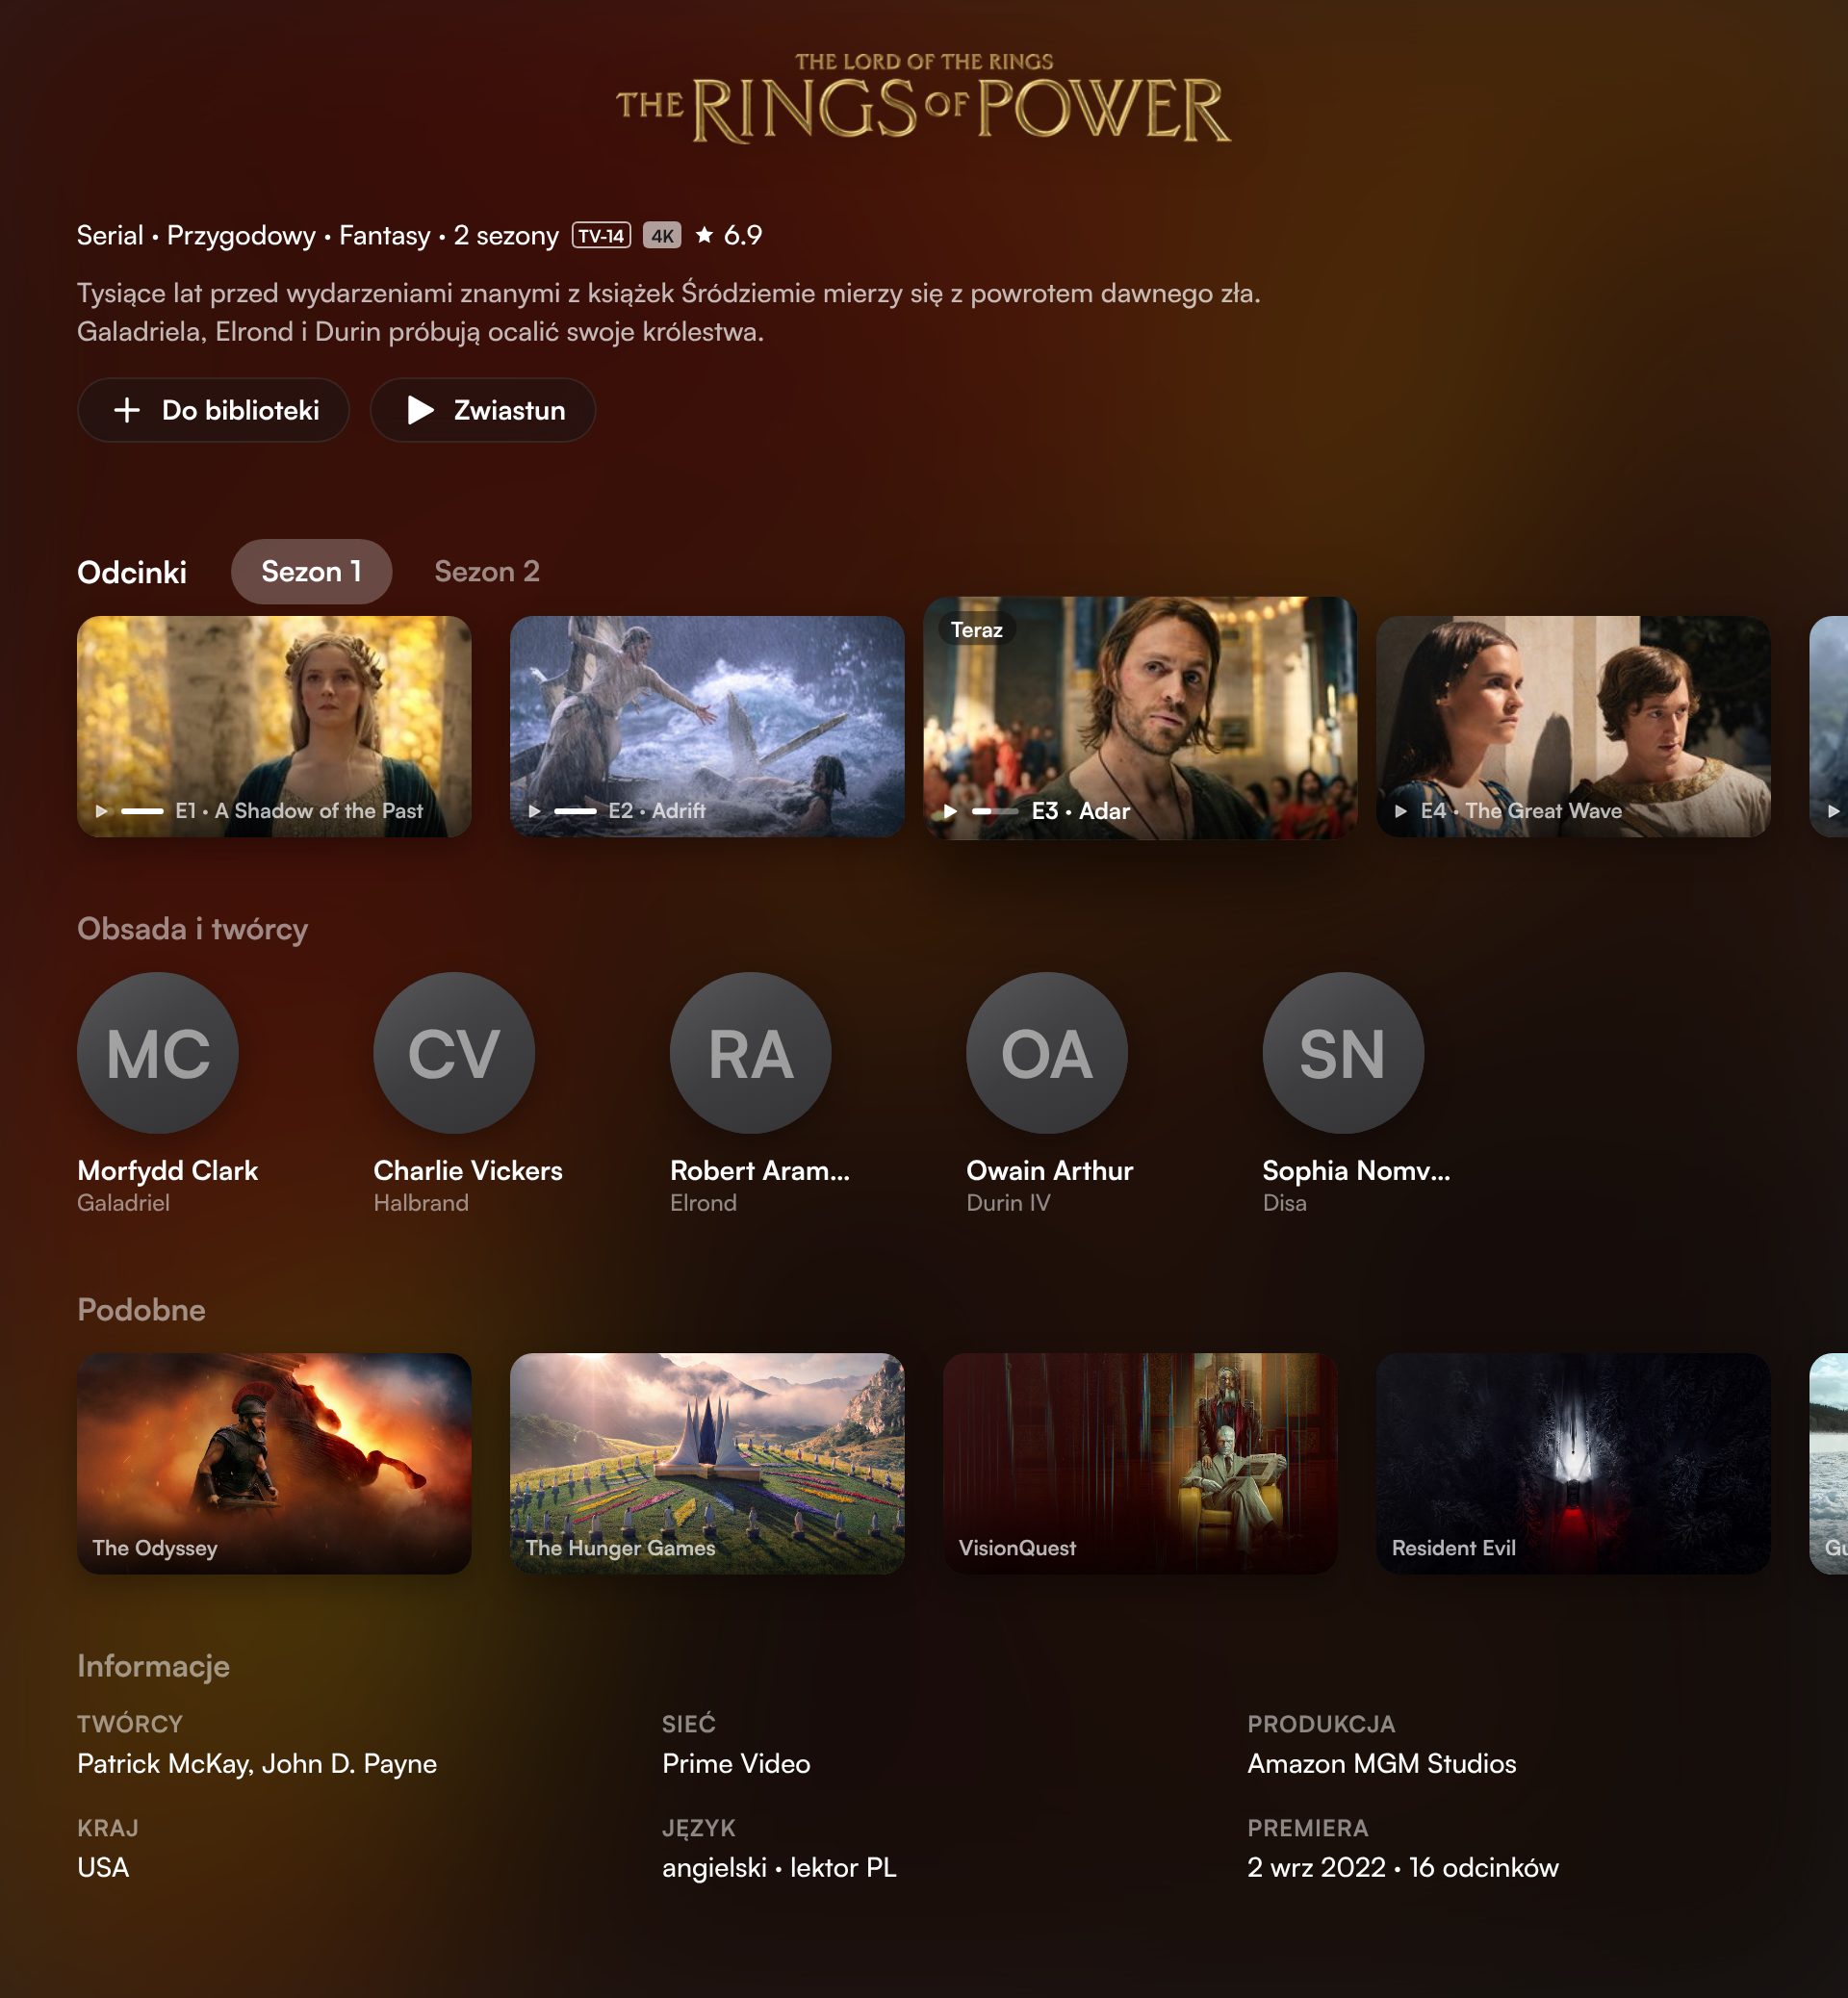 THE LORD OF THE RINGS
THE RINGS OF POWER
Serial · Przygodowy · Fantasy · 2 sezony TV-14 4K ★ 6.9
Tysiące lat przed wydarzeniami znanymi z książek Śródziemie mierzy się z powrotem dawnego zła.
Galadriela, Elrond i Durin próbują ocalić swoje królestwa.
Do biblioteki Zwiastun
Odcinki Sezon 1 Sezon 2
Teraz
E1 · A Shadow of the Past
E2 · Adrift
E3 · Adar
E4 · The Great Wave
Obsada i twórcy
MC CV RA OA SN
Morfydd Clark
Galadriel
Charlie Vickers
Halbrand
Robert Aram...
Elrond
Owain Arthur
Durin IV
Sophia Nomv...
Disa
Podobne
The Odyssey
The Hunger Games
VisionQuest
Resident Evil
Informacje
TWÓRCY
Patrick McKay, John D. Payne
SIEĆ
Prime Video
PRODUKCJA
Amazon MGM Studios
KRAJ
USA
JĘZYK
angielski · lektor PL
PREMIERA
2 wrz 2022 · 16 odcinków